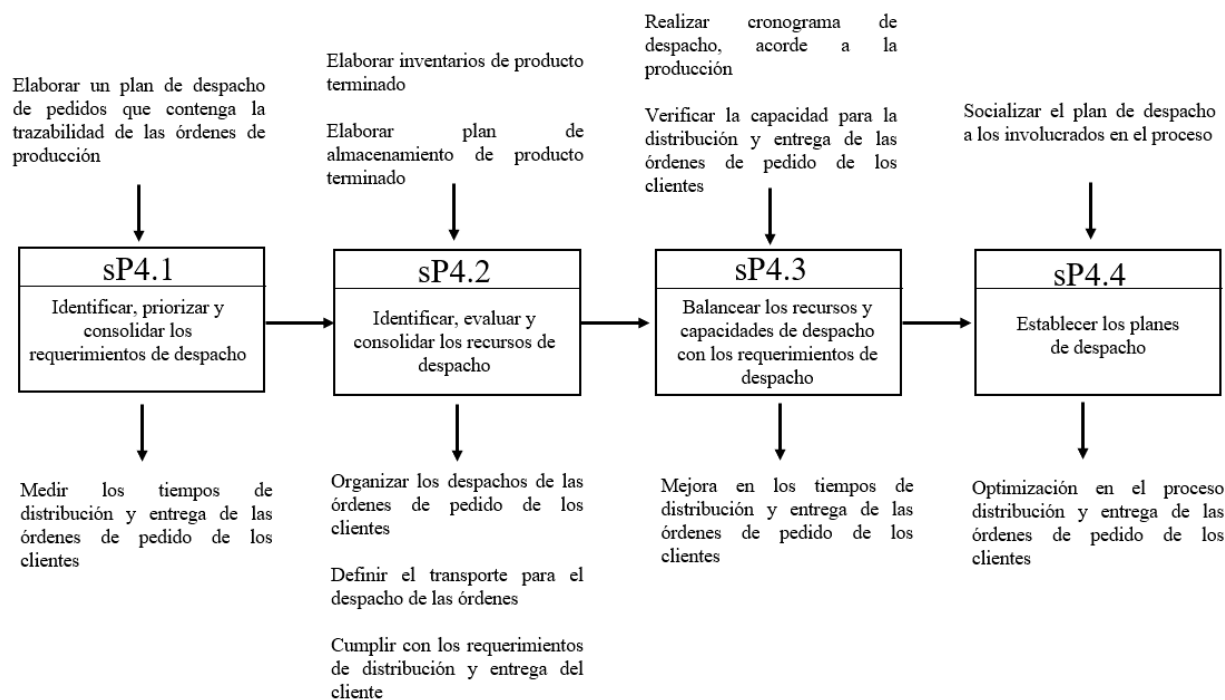 Elaborar un plan de despacho
de pedidos que contenga la
trazabilidad de las órdenes de
producción
Elaborar inventarios de producto
terminado
Elaborar plan de
almacenamiento de producto
terminado
Realizar cronograma de
despacho, acorde a la
producción
Verificar la capacidad para la
distribución y entrega de las
órdenes de pedido de los
clientes
Socializar el plan de despacho
a los involucrados en el proceso
sP4.1
Identificar, priorizar y
consolidar los
requerimientos de despacho
sP4.2
Identificar, evaluar y
consolidar los recursos de
despacho
sP4.3
Balancear los recursos y
capacidades de despacho
con los requerimientos de
despacho
sP4.4
Establecer los planes
de despacho
Medir los tiempos de
distribución y entrega de las
órdenes de pedido de los
clientes
Organizar los despachos de las
órdenes de pedido de los
clientes
Definir el transporte para el
despacho de las órdenes
Cumplir con los requerimientos
de distribución y entrega del
cliente
Mejora en los tiempos de
distribución y entrega de las
órdenes de pedido de los
clientes
Optimización en el proceso
distribución y entrega de las
órdenes de pedido de los
clientes